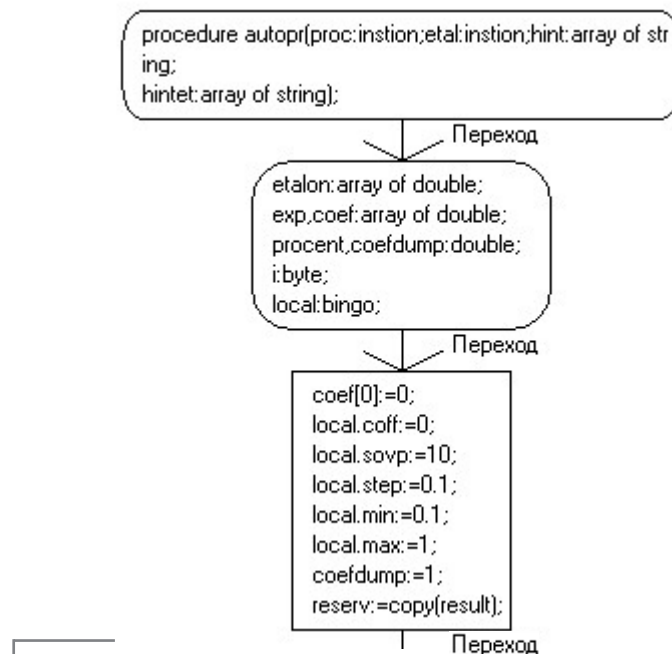 procedure autopr(proc:instion;etal:instion;hint:array of str
ing;
hintet:array of string);
Переход
etalon:array of double;
exp,coef:array of double;
procent,coefdump:double;
i:byte;
local:bingo;
Переход
coef[0]:=0;
local.coff:=0;
local.sovp:=10;
local.step:=0.1;
local.min:=0.1;
local.max:=1;
coefdump:=1;
reserv:=copy(result);
Переход